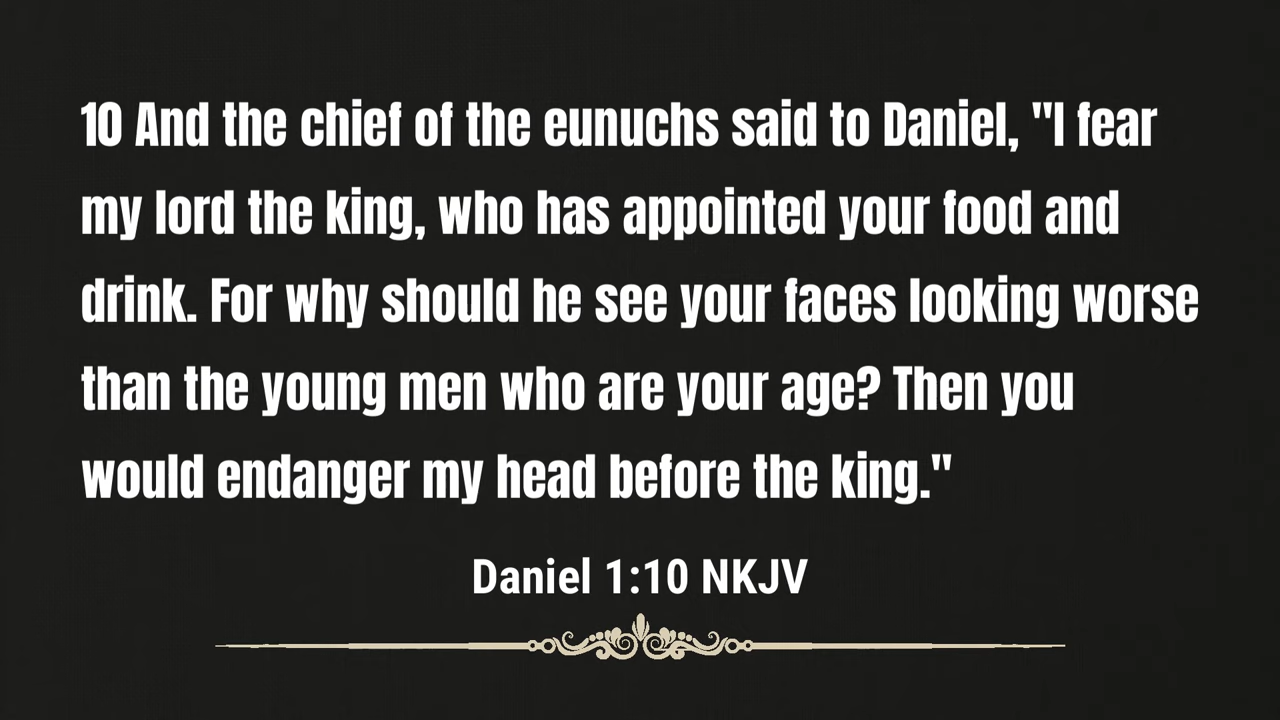 10 And the chief of the eunuchs said to Daniel, "I fear
my lord the king, who has appointed your food and
drink. For why should he see your faces looking worse
than the young men who are your age? Then you
would endanger my head before the king."
Daniel 1:10 NKJV